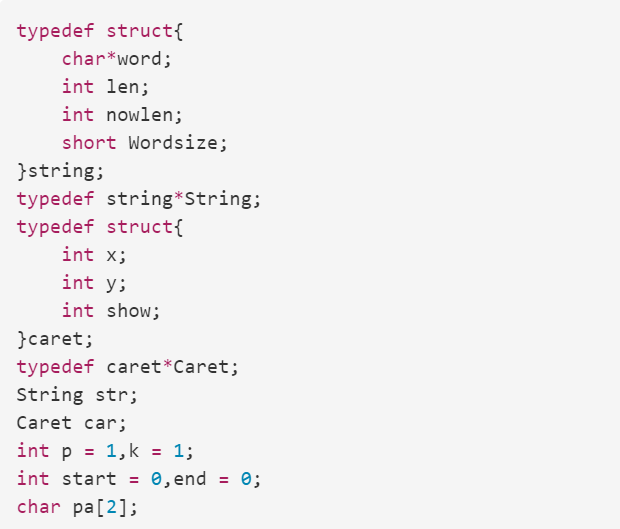 typedef struct{
    char*word;
    int len;
    int nowlen;
    short Wordsize;
}string;
typedef string*String;
typedef struct{
    int x;
    int y;
    int show;
}caret;
typedef caret*Caret;
String str;
Caret car;
int p = 1,k = 1;
int start = 0,end = 0;
char pa[2];